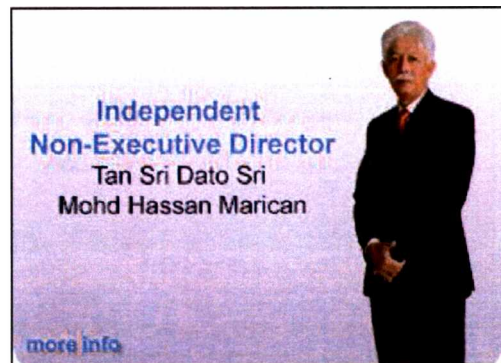 Independent
Non-Executive Director
Tan Sri Dato Sri
Mohd Hassan Marican
more info